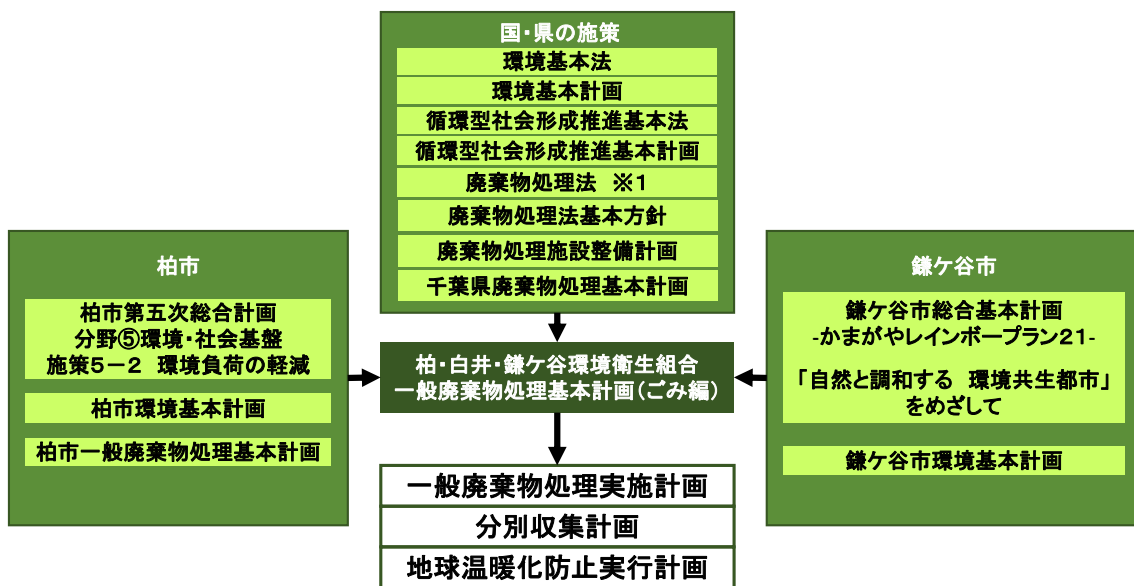 国・県の施策
環境基本法
環境基本計画
循環型社会形成推進基本法
循環型社会形成推進基本計画
廃棄物処理法 ※1
廃棄物処理法基本方針
廃棄物処理施設整備計画
千葉県廃棄物処理基本計画
柏市
柏市第五次総合計画
分野⑤環境・社会基盤
施策5-2 環境負荷の軽減
柏市環境基本計画
柏市一般廃棄物処理基本計画
柏・白井・鎌ケ谷環境衛生組合
一般廃棄物処理基本計画(ごみ編)
鎌ケ谷市
鎌ケ谷市総合基本計画
-かまがやレインボープラン21-
「自然と調和する 環境共生都市」
をめざして
鎌ケ谷市環境基本計画
一般廃棄物処理実施計画
分別収集計画
地球温暖化防止実行計画